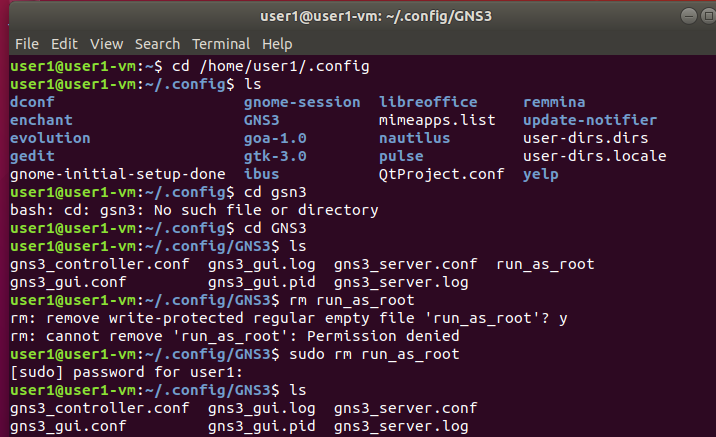 user1@user1-vm: ~/.config/GNS3
File Edit View Search Terminal Help
user1@user1-vm:~$ cd /home/user1/.config
user1@user1-vm:~/.config$ ls
dconf gnome-session libreoffice remmina
enchant GNS3 mimeapps.list update-notifier
evolution goa-1.0 nautilus user-dirs.dirs
gedit gtk-3.0 pulse user-dirs.locale
gnome-initial-setup-done ibus QtProject.conf yelp
user1@user1-vm:~/.config$ cd gsn3
bash: cd: gsn3: No such file or directory
user1@user1-vm:~/.config$ cd GNS3
user1@user1-vm:~/.config/GNS3$ ls
gns3_controller.conf gns3_gui.log gns3_server.conf run_as_root
gns3_gui.conf gns3_gui.pid gns3_server.log
user1@user1-vm:~/.config/GNS3$ rm run_as_root
rm: remove write-protected regular empty file 'run_as_root'? y
rm: cannot remove 'run_as_root': Permission denied
user1@user1-vm:~/.config/GNS3$ sudo rm run_as_root
[sudo] password for user1:
user1@user1-vm:~/.config/GNS3$ ls
gns3_controller.conf gns3_gui.log gns3_server.conf
gns3_gui.conf gns3_gui.pid gns3_server.log